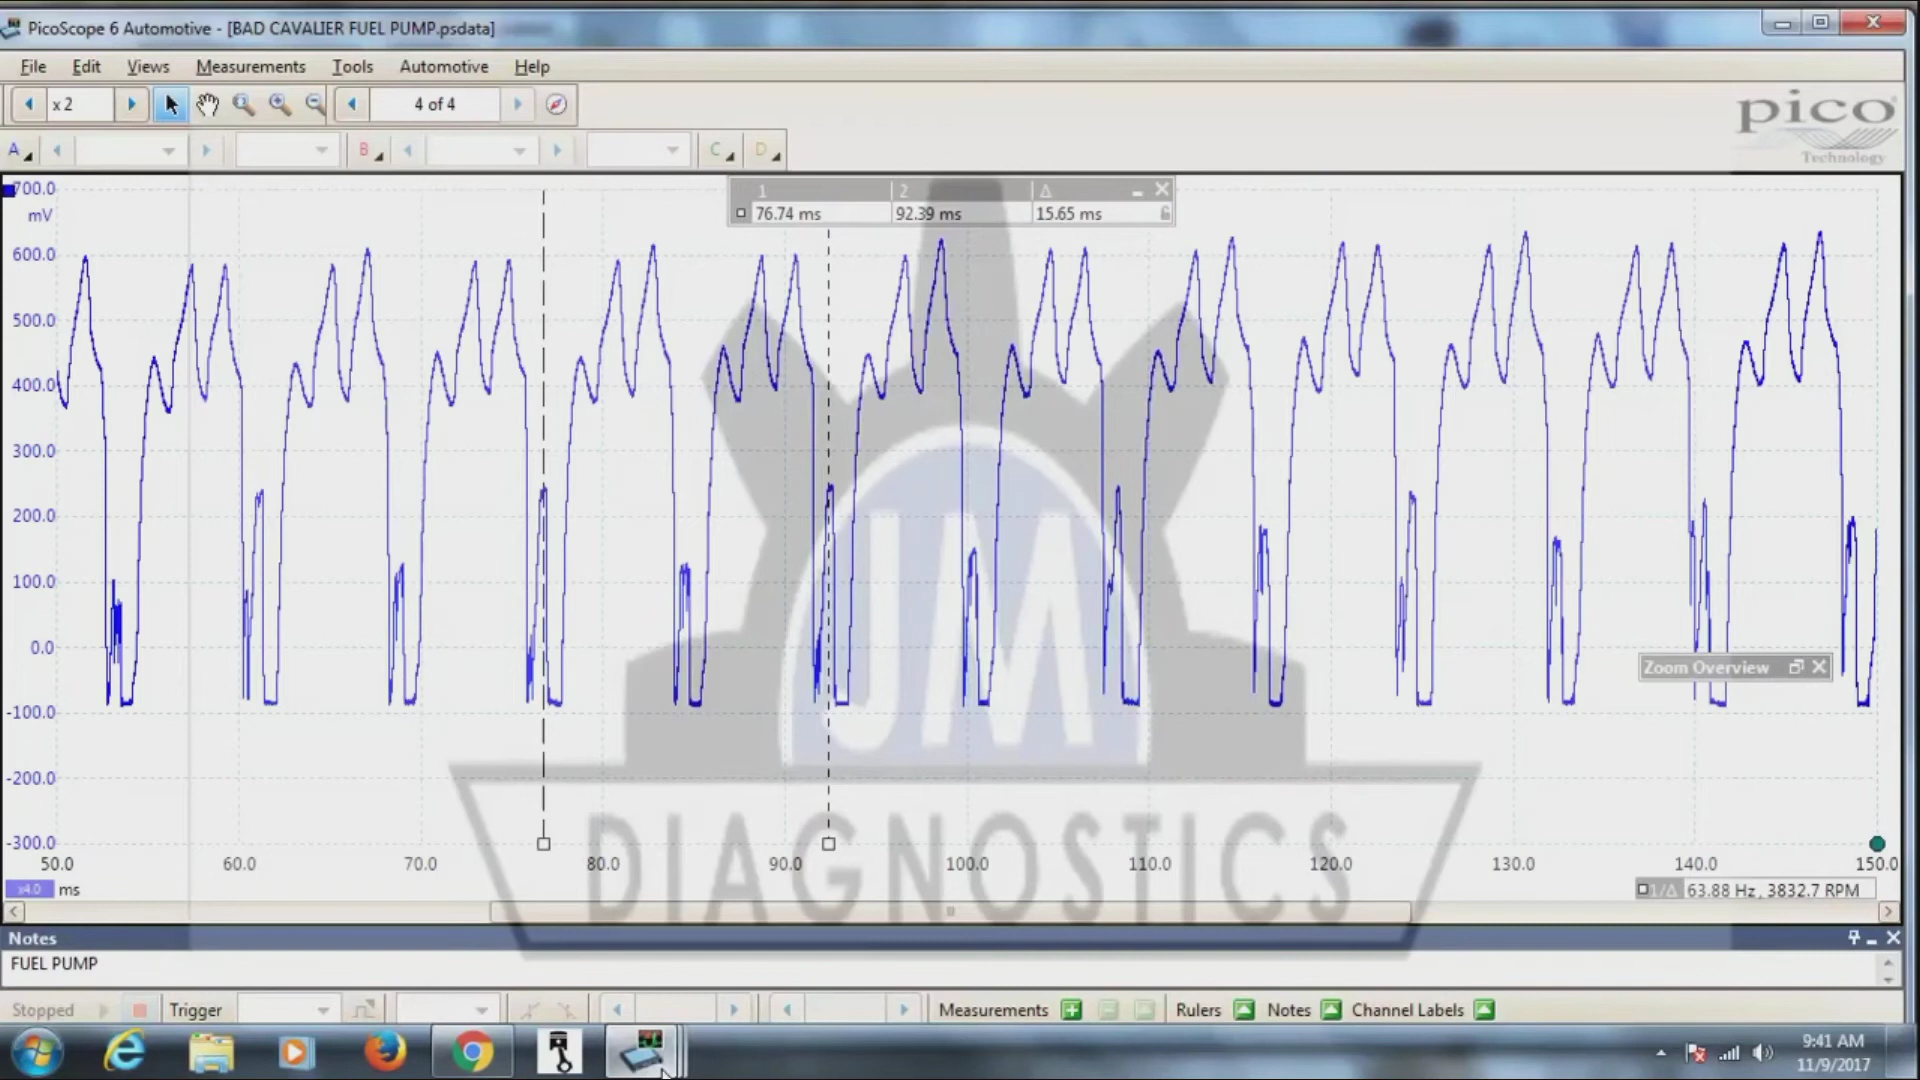 PicoScope 6 Automotive - [BAD CAVALIER FUEL PUMP.psdata]
File Edit Views Measurements Tools Automotive Help
x 2 4 of 4
pico
Technology
A B C D
700.0
mV
600.0
500.0
400.0
300.0
200.0
100.0
0.0
-100.0
-200.0
-300.0
1 2 Δ
76.74 ms 92.39 ms 15.65 ms
JM
DIAGNOSTICS
Zoom Overview
50.0 60.0 70.0 80.0 90.0 100.0 110.0 120.0 130.0 140.0 150.0
x4.0 ms
1/Δ 63.88 Hz, 3832.7 RPM
Notes
FUEL PUMP
Stopped Trigger Measurements Rulers Notes Channel Labels
9:41 AM
11/9/2017